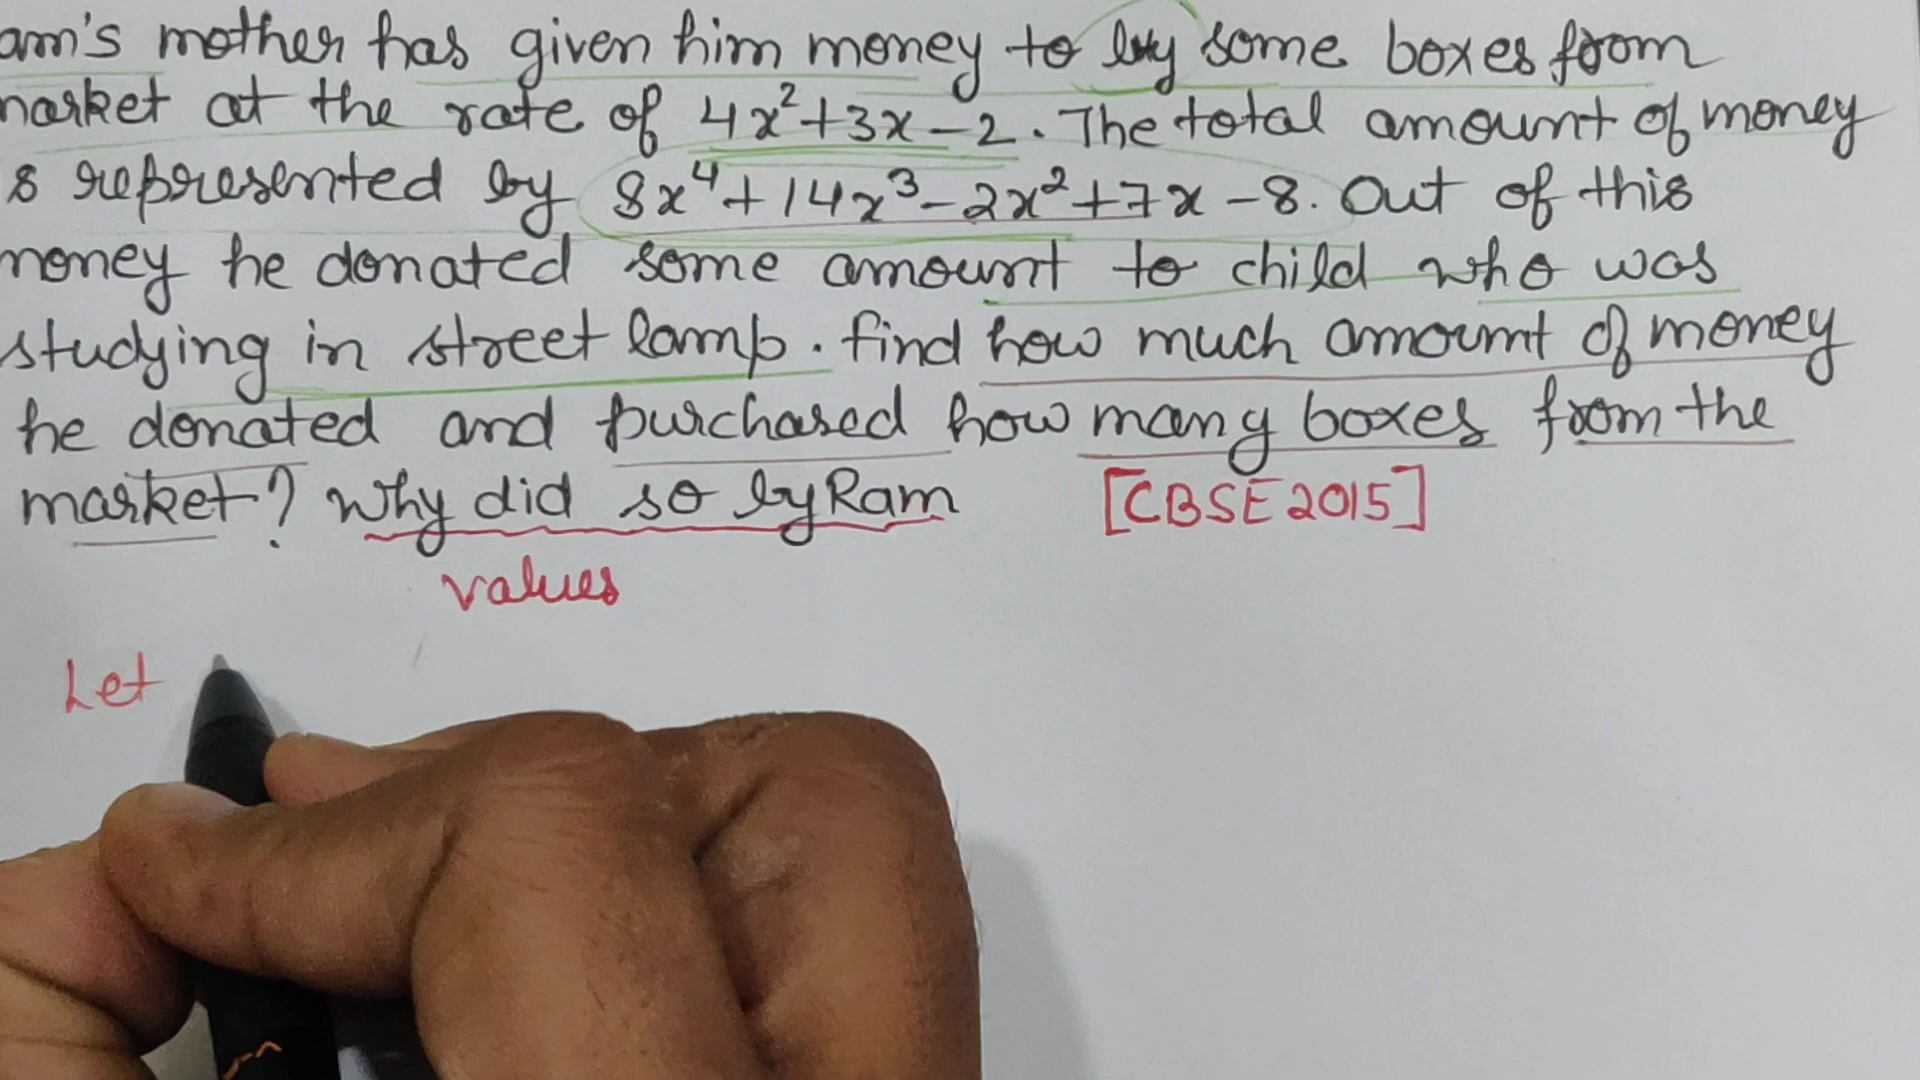 am's mother has given him money to buy some boxes from
market at the rate of 4x²+3x-2. The total amount of money
s represented by 8x⁴+14x³-2x²+7x-8. Out of this
money he donated some amount to child who was
studying in street lamp. find how much amount of money
he donated and purchased how many boxes from the
market? Why did so by Ram [CBSE 2015]
values
Let